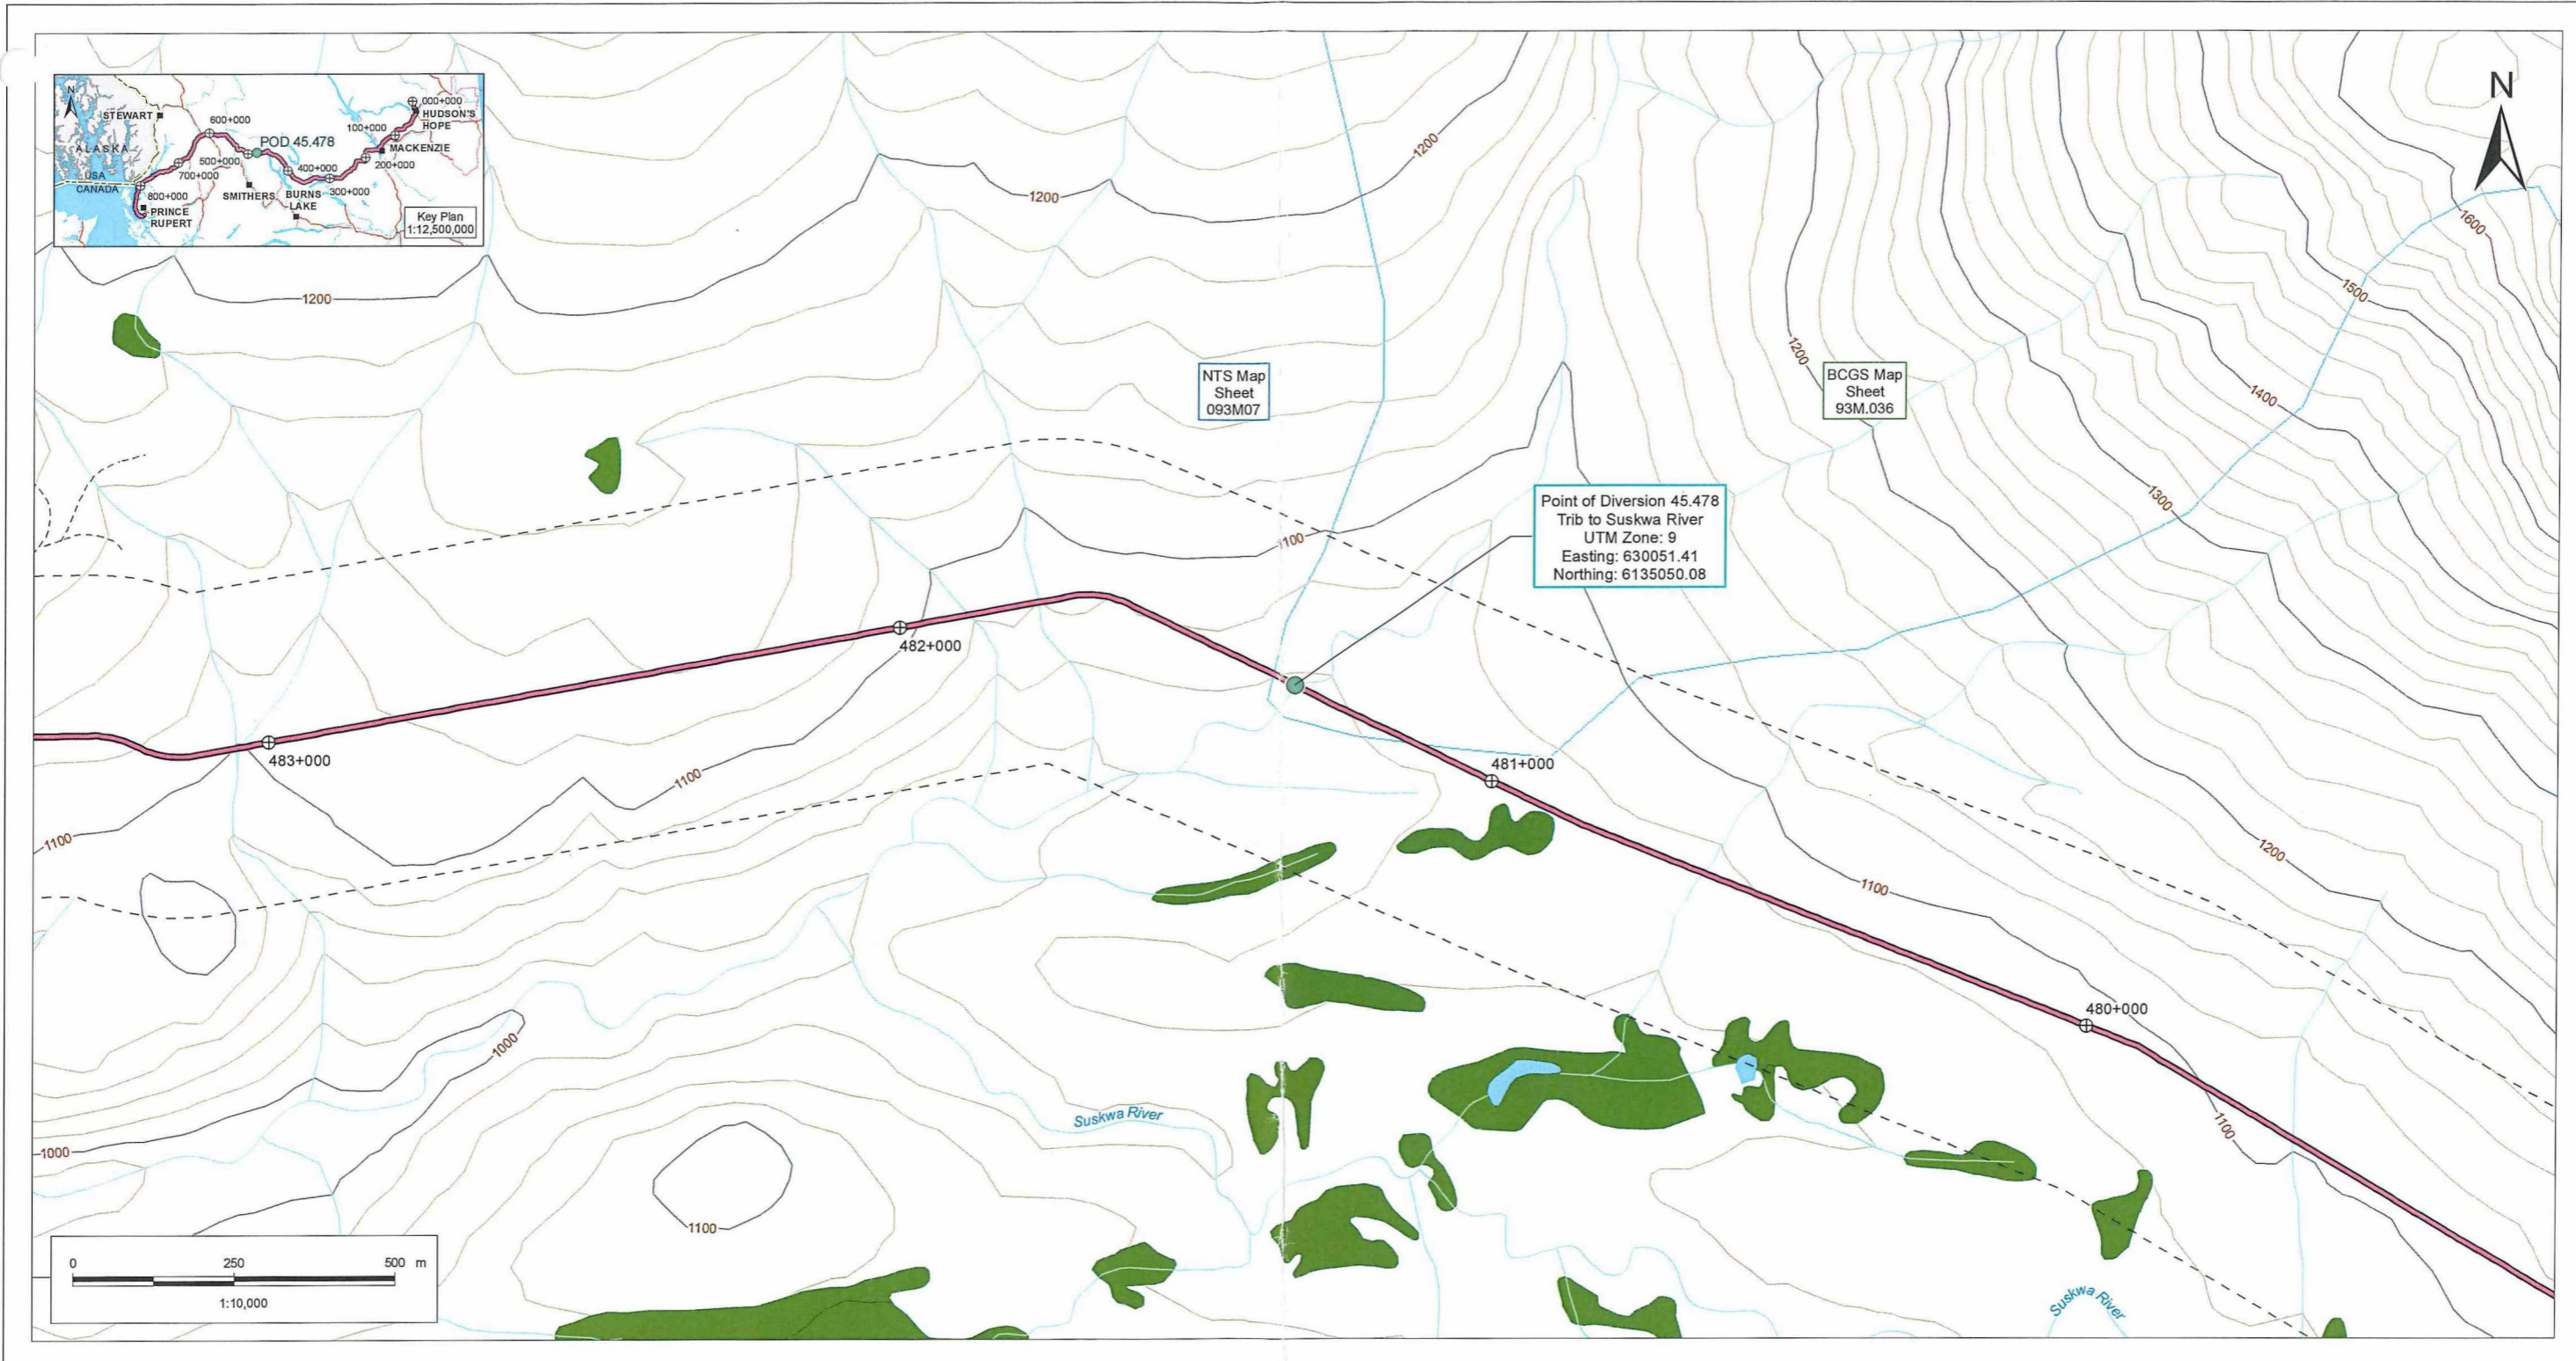 N
STEWART
ALASKA
USA
CANADA
600+000
POD 45.478
500+000
700+000
800+000
PRINCE
RUPERT
SMITHERS
BURNS
LAKE
400+000
300+000
200+000
100+000
MACKENZIE
000+000
HUDSON'S
HOPE
Key Plan
1:12,500,000
N
1200
1200
1200
1200
1600
1500
1400
1300
NTS Map
Sheet
093M07
BCGS Map
Sheet
93M.036
Point of Diversion 45.478
Trib to Suskwa River
UTM Zone: 9
Easting: 630051.41
Northing: 6135050.08
1100
482+000
483+000
481+000
1100
1100
1100
1200
480+000
1000
Suskwa River
1100
1000
1100
Suskwa River
0 250 500 m
1:10,000